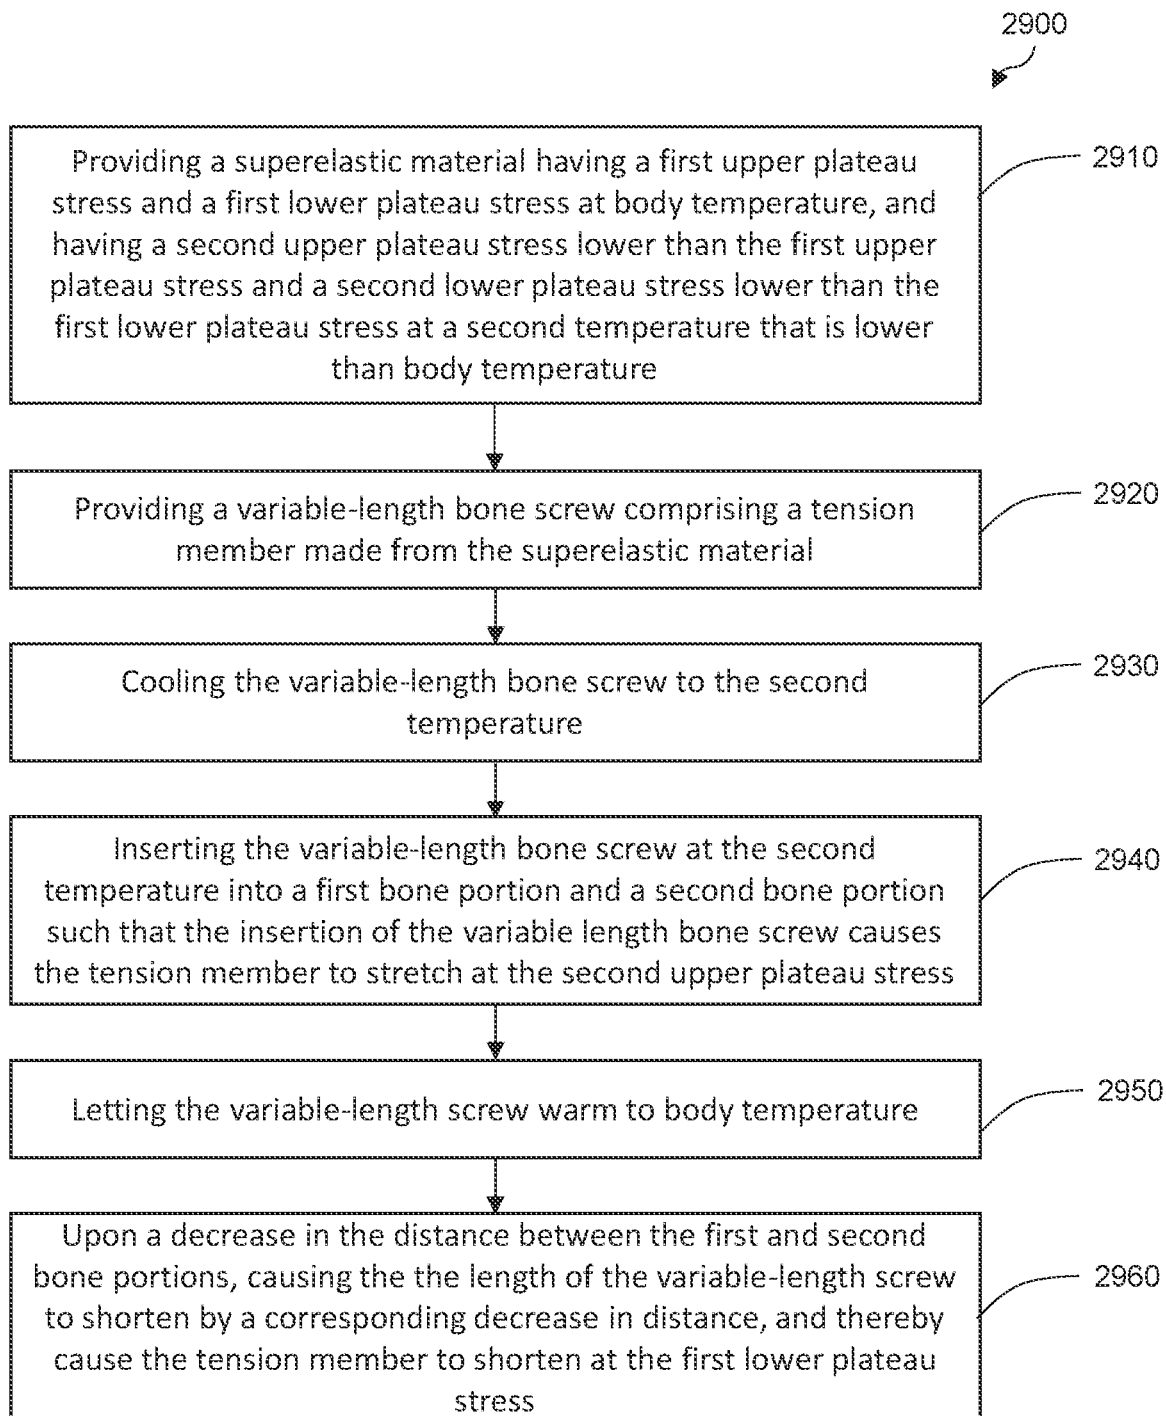 2900
Providing a superelastic material having a first upper plateau
stress and a first lower plateau stress at body temperature, and
having a second upper plateau stress lower than the first upper
plateau stress and a second lower plateau stress lower than the
first lower plateau stress at a second temperature that is lower
than body temperature
2910
Providing a variable-length bone screw comprising a tension
member made from the superelastic material
2920
Cooling the variable-length bone screw to the second
temperature
2930
Inserting the variable-length bone screw at the second
temperature into a first bone portion and a second bone portion
such that the insertion of the variable length bone screw causes
the tension member to stretch at the second upper plateau stress
2940
Letting the variable-length screw warm to body temperature
2950
Upon a decrease in the distance between the first and second
bone portions, causing the the length of the variable-length screw
to shorten by a corresponding decrease in distance, and thereby
cause the tension member to shorten at the first lower plateau
stress
2960